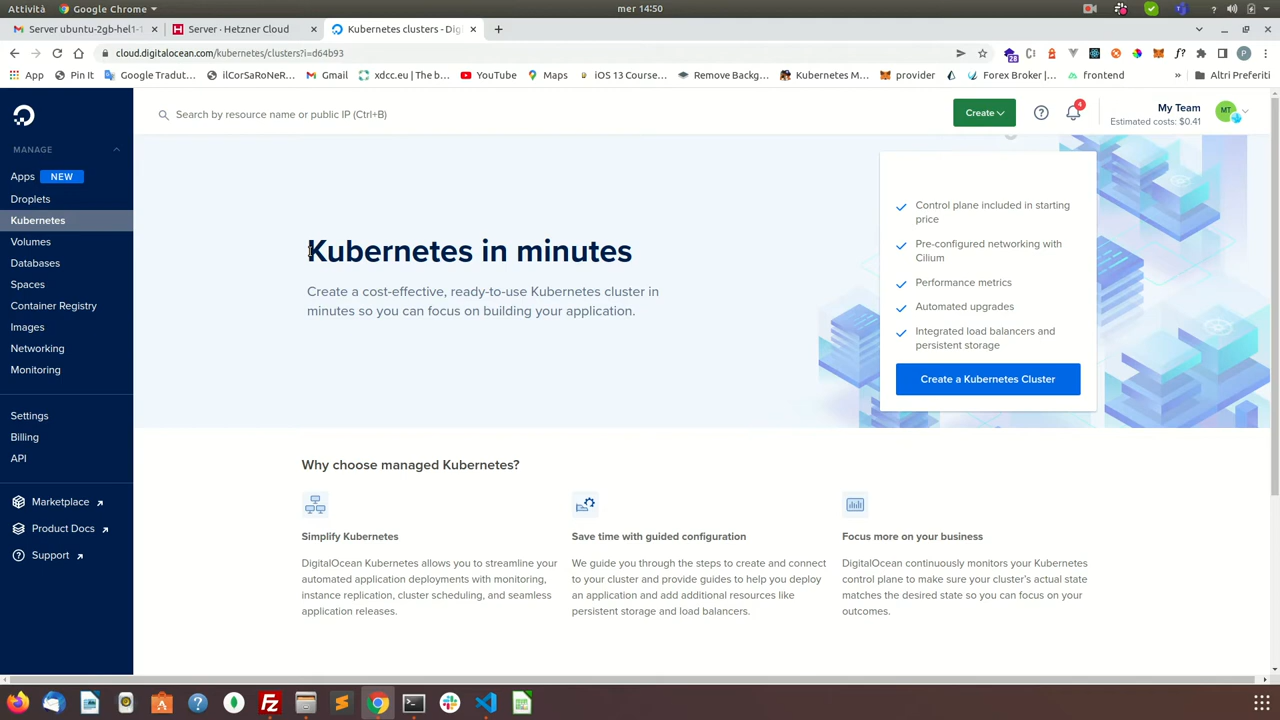 Attività
Google Chrome
mer 14:50
Server ubuntu-2gb-hel1-1
Server · Hetzner Cloud
Kubernetes clusters - Digi
cloud.digitalocean.com/kubernetes/clusters?i=d64b93
App
Pin It
Google Tradut...
ilCorSaRoNeR...
Gmail
xdcc.eu | The b...
YouTube
Maps
iOS 13 Course...
Remove Backg...
Kubernetes M...
provider
Forex Broker |...
frontend
»
Altri Preferiti
28
P
MANAGE
Apps NEW
Droplets
Kubernetes
Volumes
Databases
Spaces
Container Registry
Images
Networking
Monitoring
Settings
Billing
API
Marketplace
Product Docs
Support
Search by resource name or public IP (Ctrl+B)
Create
4
My Team
Estimated costs: $0.41
MT
Kubernetes in minutes
Create a cost-effective, ready-to-use Kubernetes cluster in
minutes so you can focus on building your application.
Control plane included in starting
price
Pre-configured networking with
Cilium
Performance metrics
Automated upgrades
Integrated load balancers and
persistent storage
Create a Kubernetes Cluster
Why choose managed Kubernetes?
Simplify Kubernetes
DigitalOcean Kubernetes allows you to streamline your
automated application deployments with monitoring,
instance replication, cluster scheduling, and seamless
application releases.
Save time with guided configuration
We guide you through the steps to create and connect
to your cluster and provide guides to help you deploy
an application and add additional resources like
persistent storage and load balancers.
Focus more on your business
DigitalOcean continuously monitors your Kubernetes
control plane to make sure your cluster's actual state
matches the desired state so you can focus on your
outcomes.